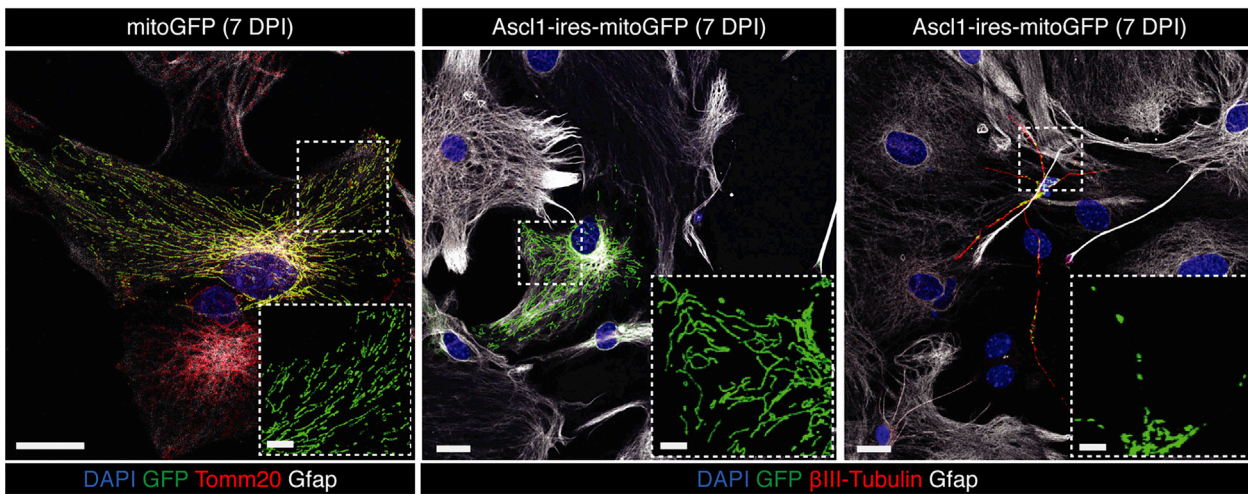 mitoGFP (7 DPI)
Ascl1-ires-mitoGFP (7 DPI)
Ascl1-ires-mitoGFP (7 DPI)
DAPI GFP Tomm20 Gfap
DAPI GFP βIII-Tubulin Gfap